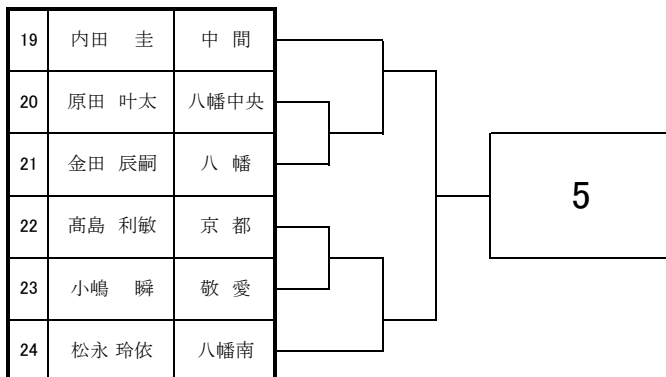 19 内田 圭 中 間
20 原田 叶太 八幡中央
21 金田 辰嗣 八 幡
22 髙島 利敏 京 都
23 小嶋 瞬 敬 愛
24 松永 玲依 八幡南
5